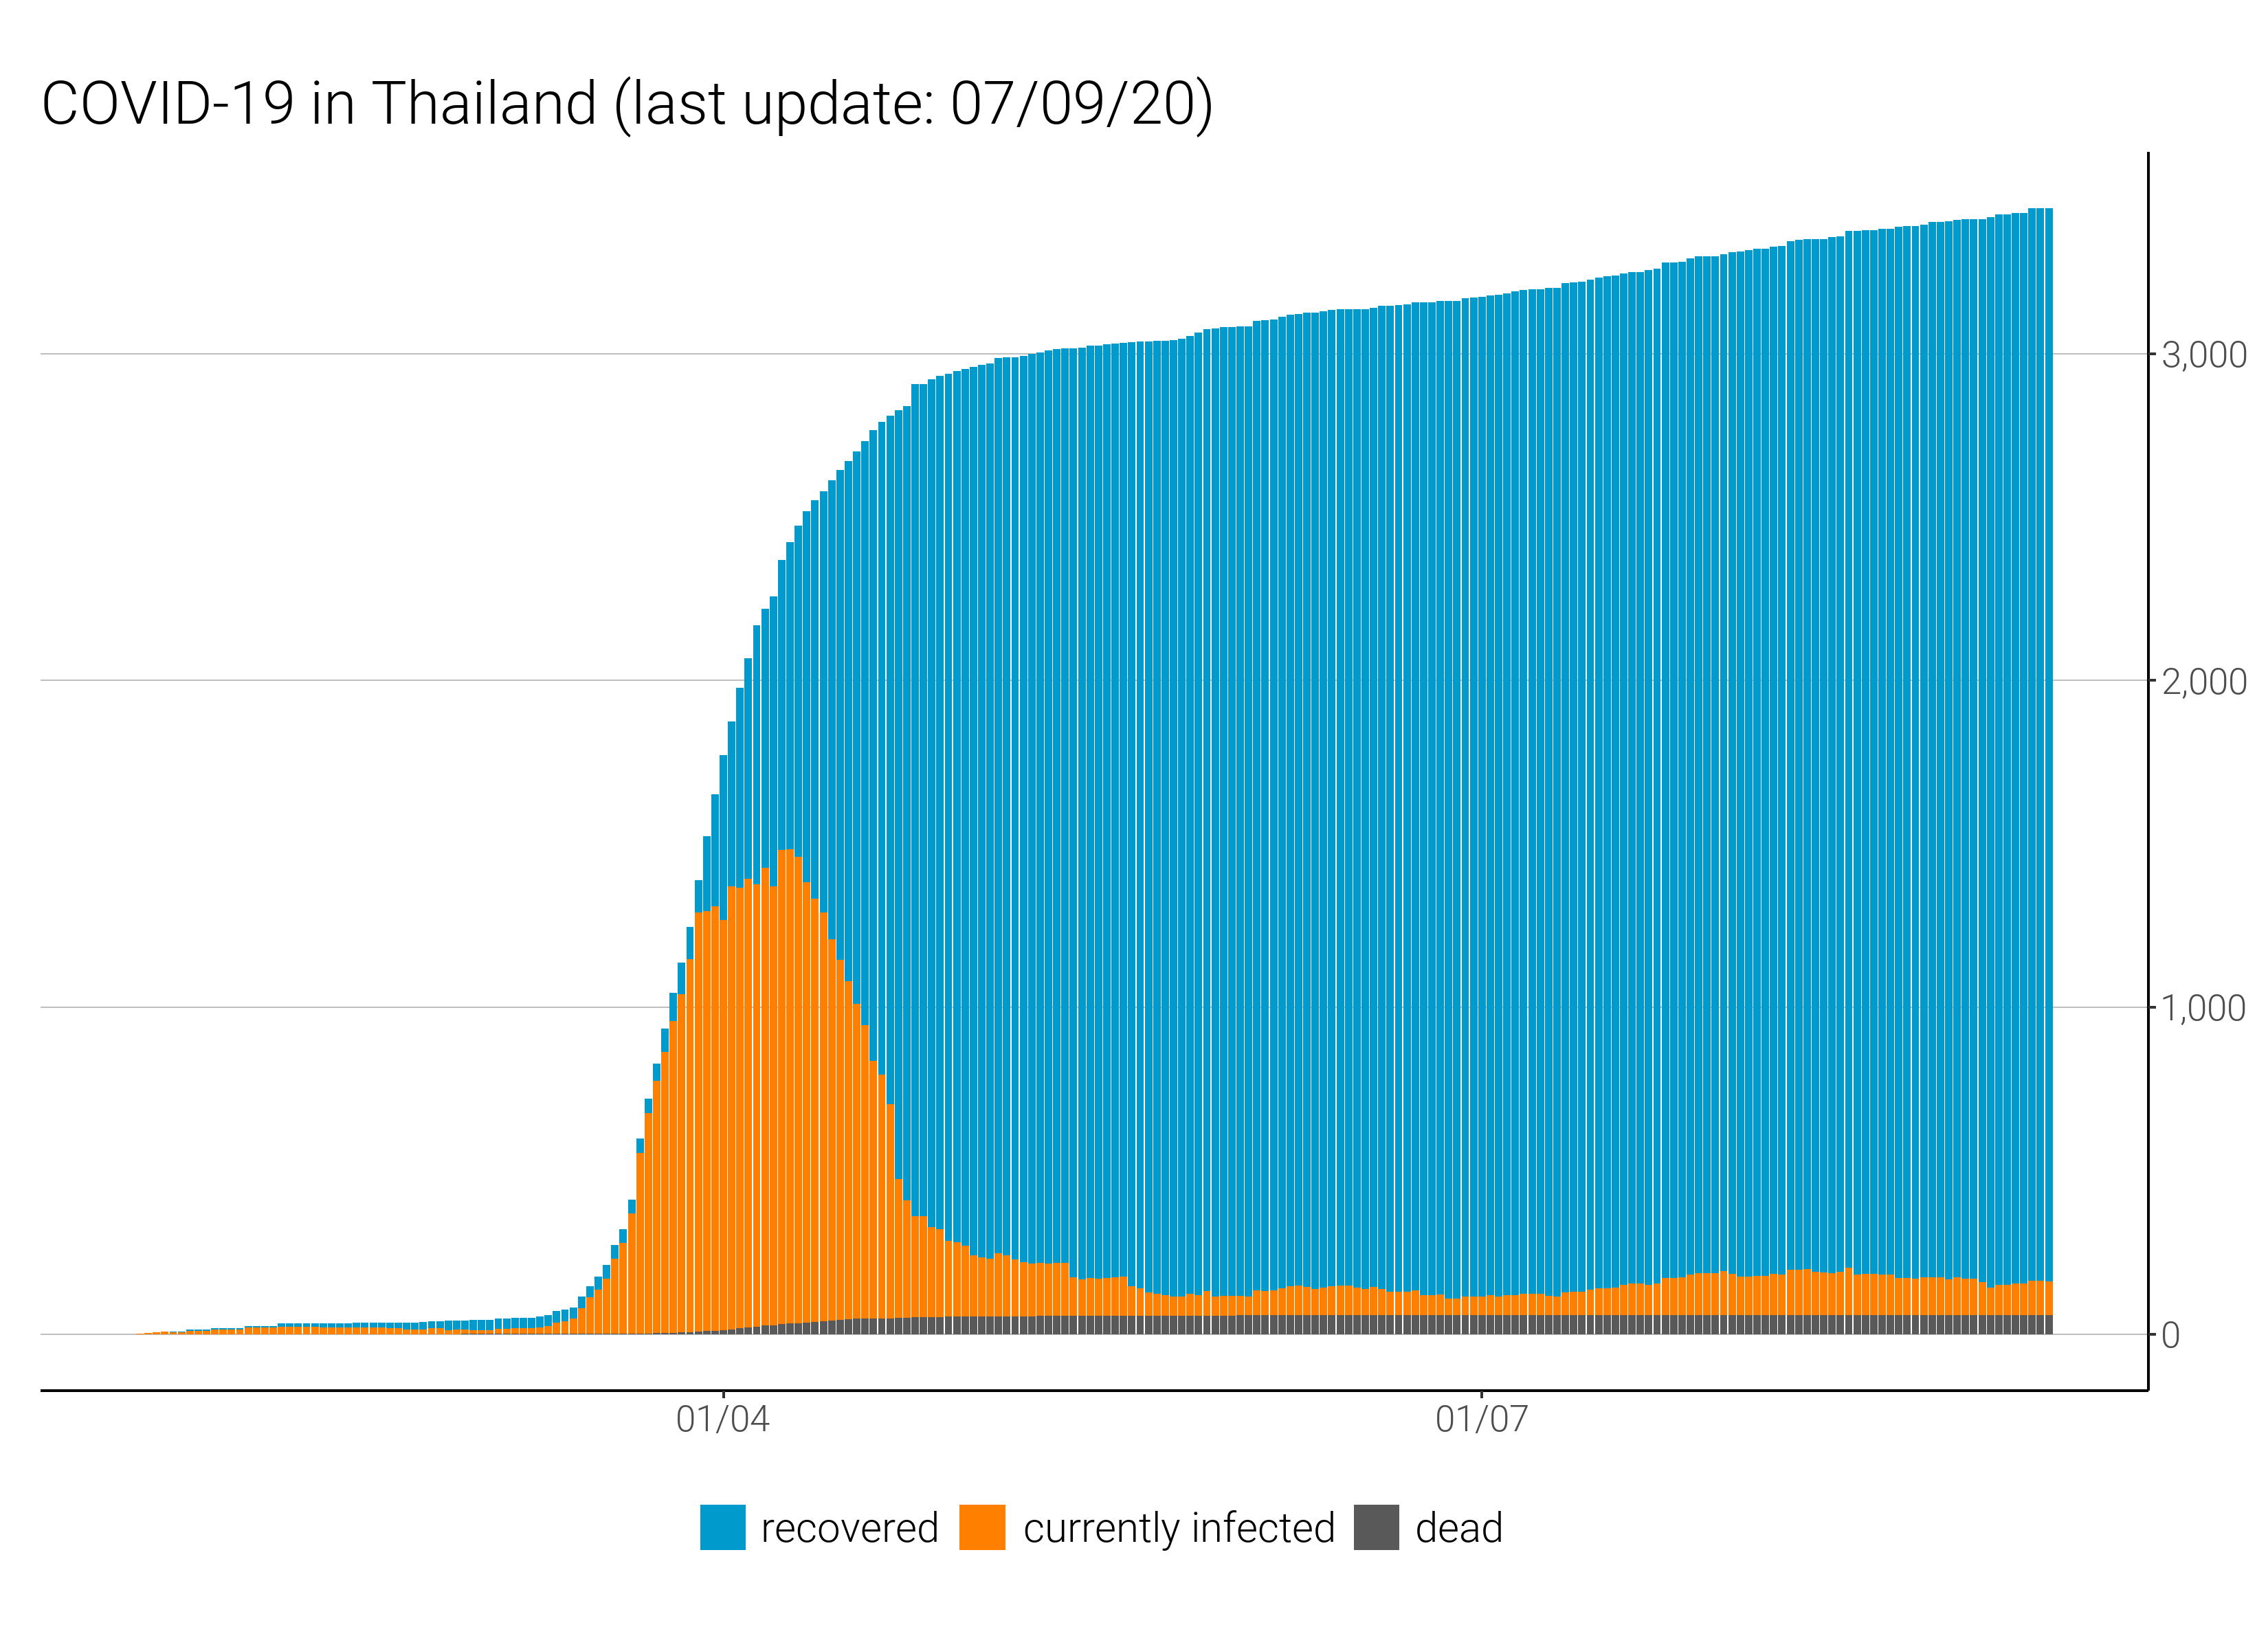 COVID-19 in Thailand (last update: 07/09/20)
3,000
2,000
1,000
0
01/04 01/07
recovered currently infected dead